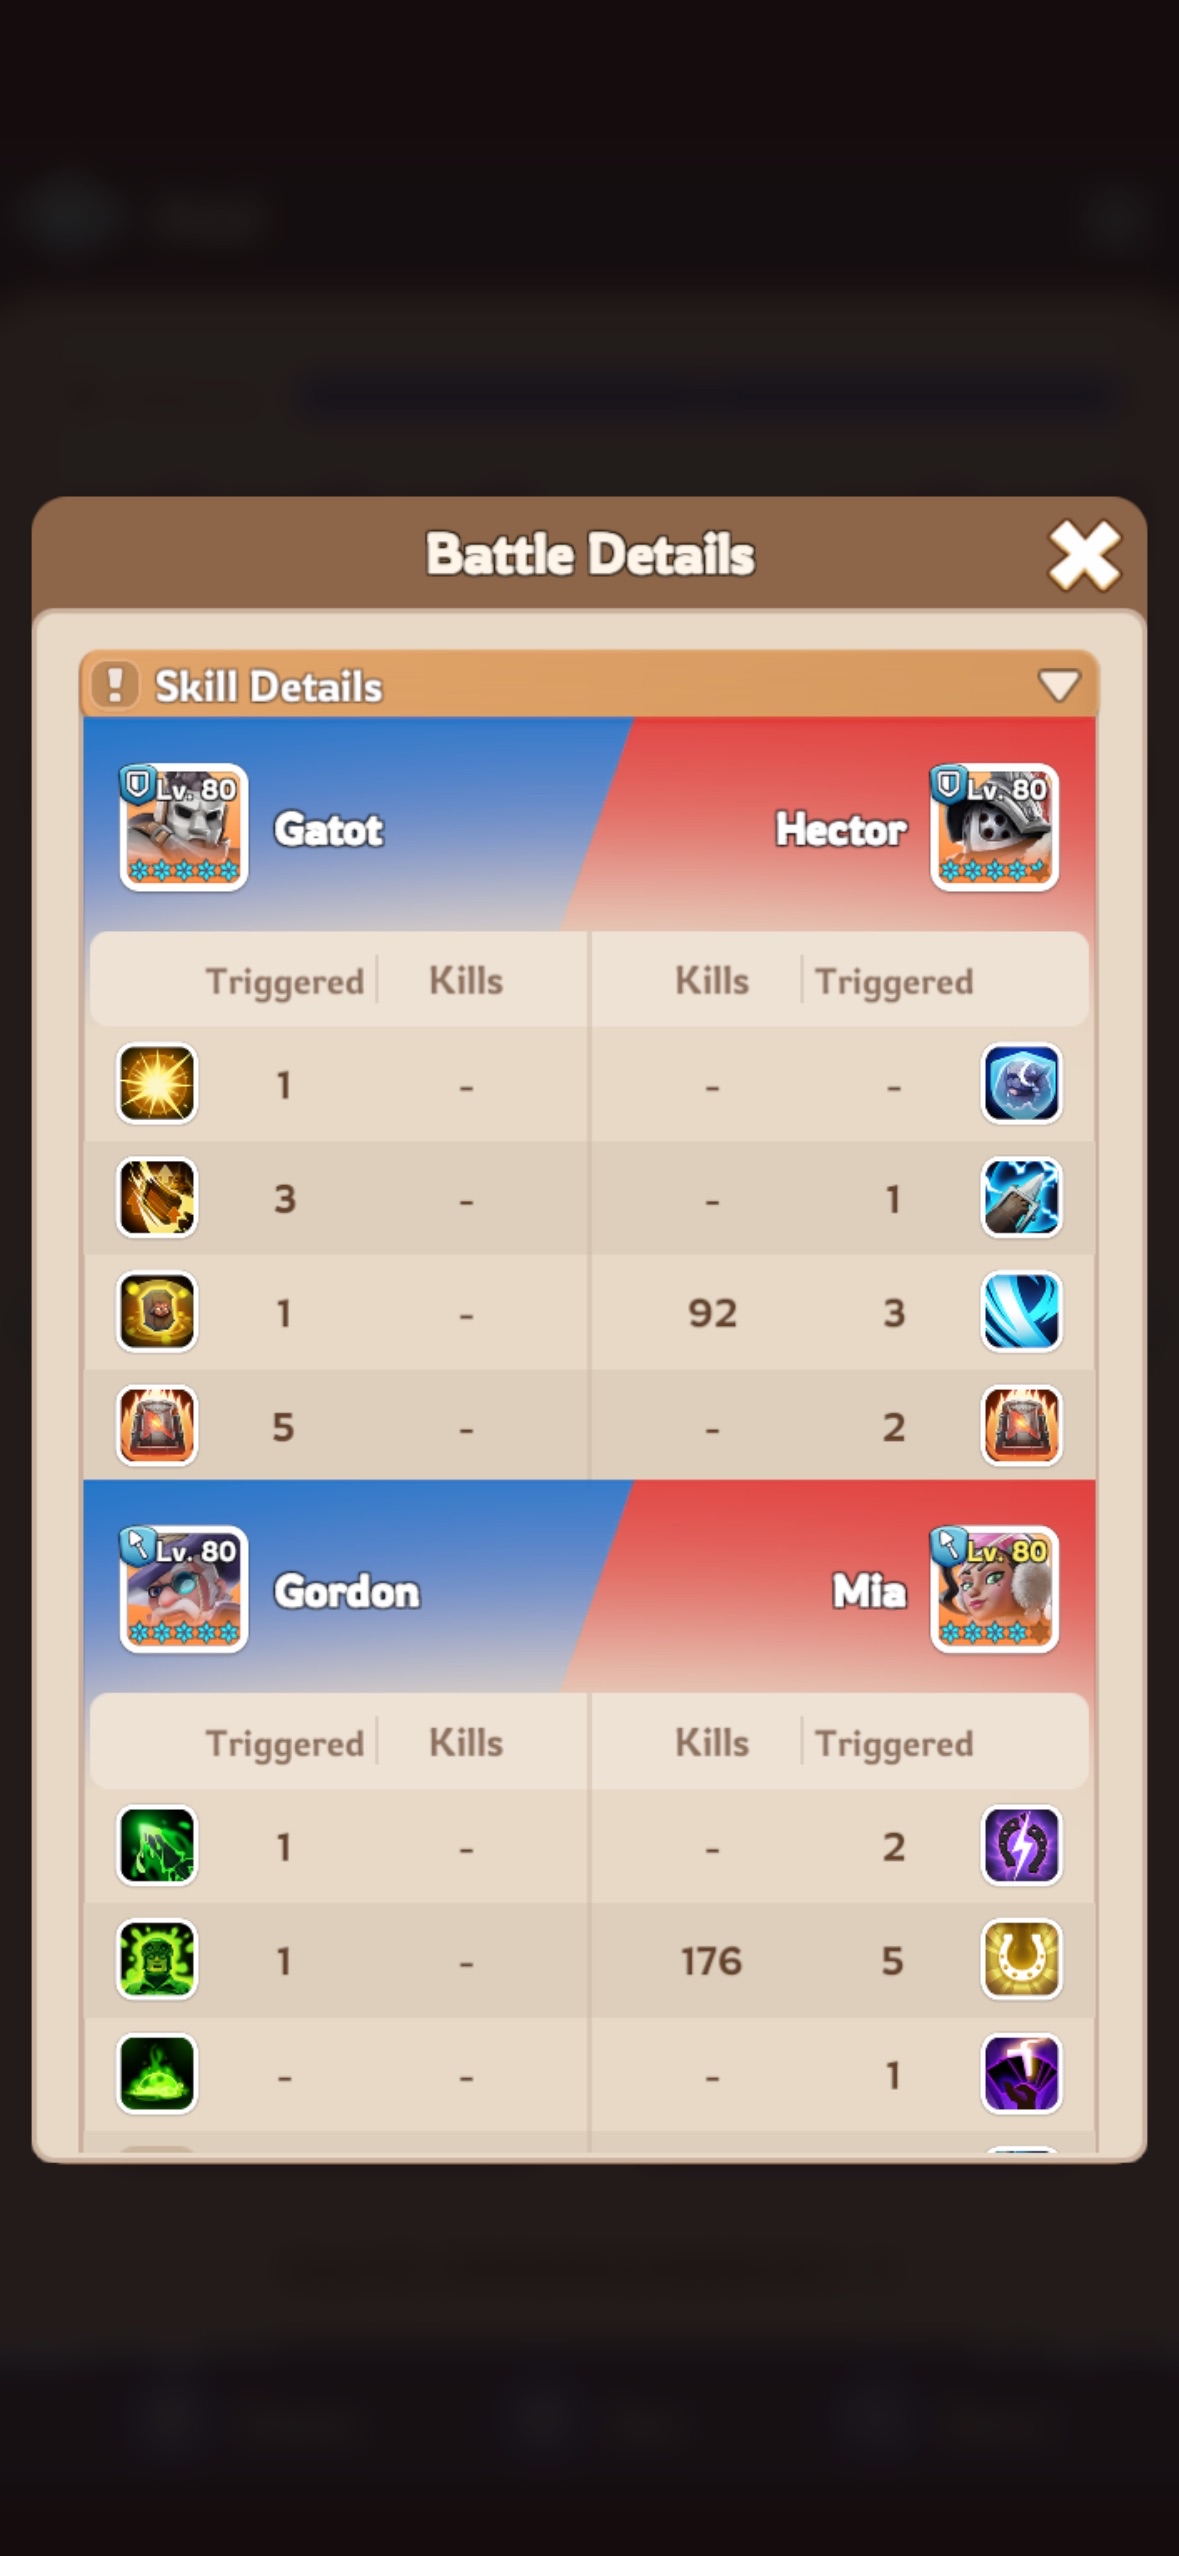 Battle Details
Skill Details
Lv. 80
Gatot
Hector
Lv. 80
Triggered Kills Kills Triggered
1 - - -
3 - - 1
1 - 92 3
5 - - 2
Lv. 80
Gordon
Mia
Lv. 80
Triggered Kills Kills Triggered
1 - - 2
1 - 176 5
- - - 1